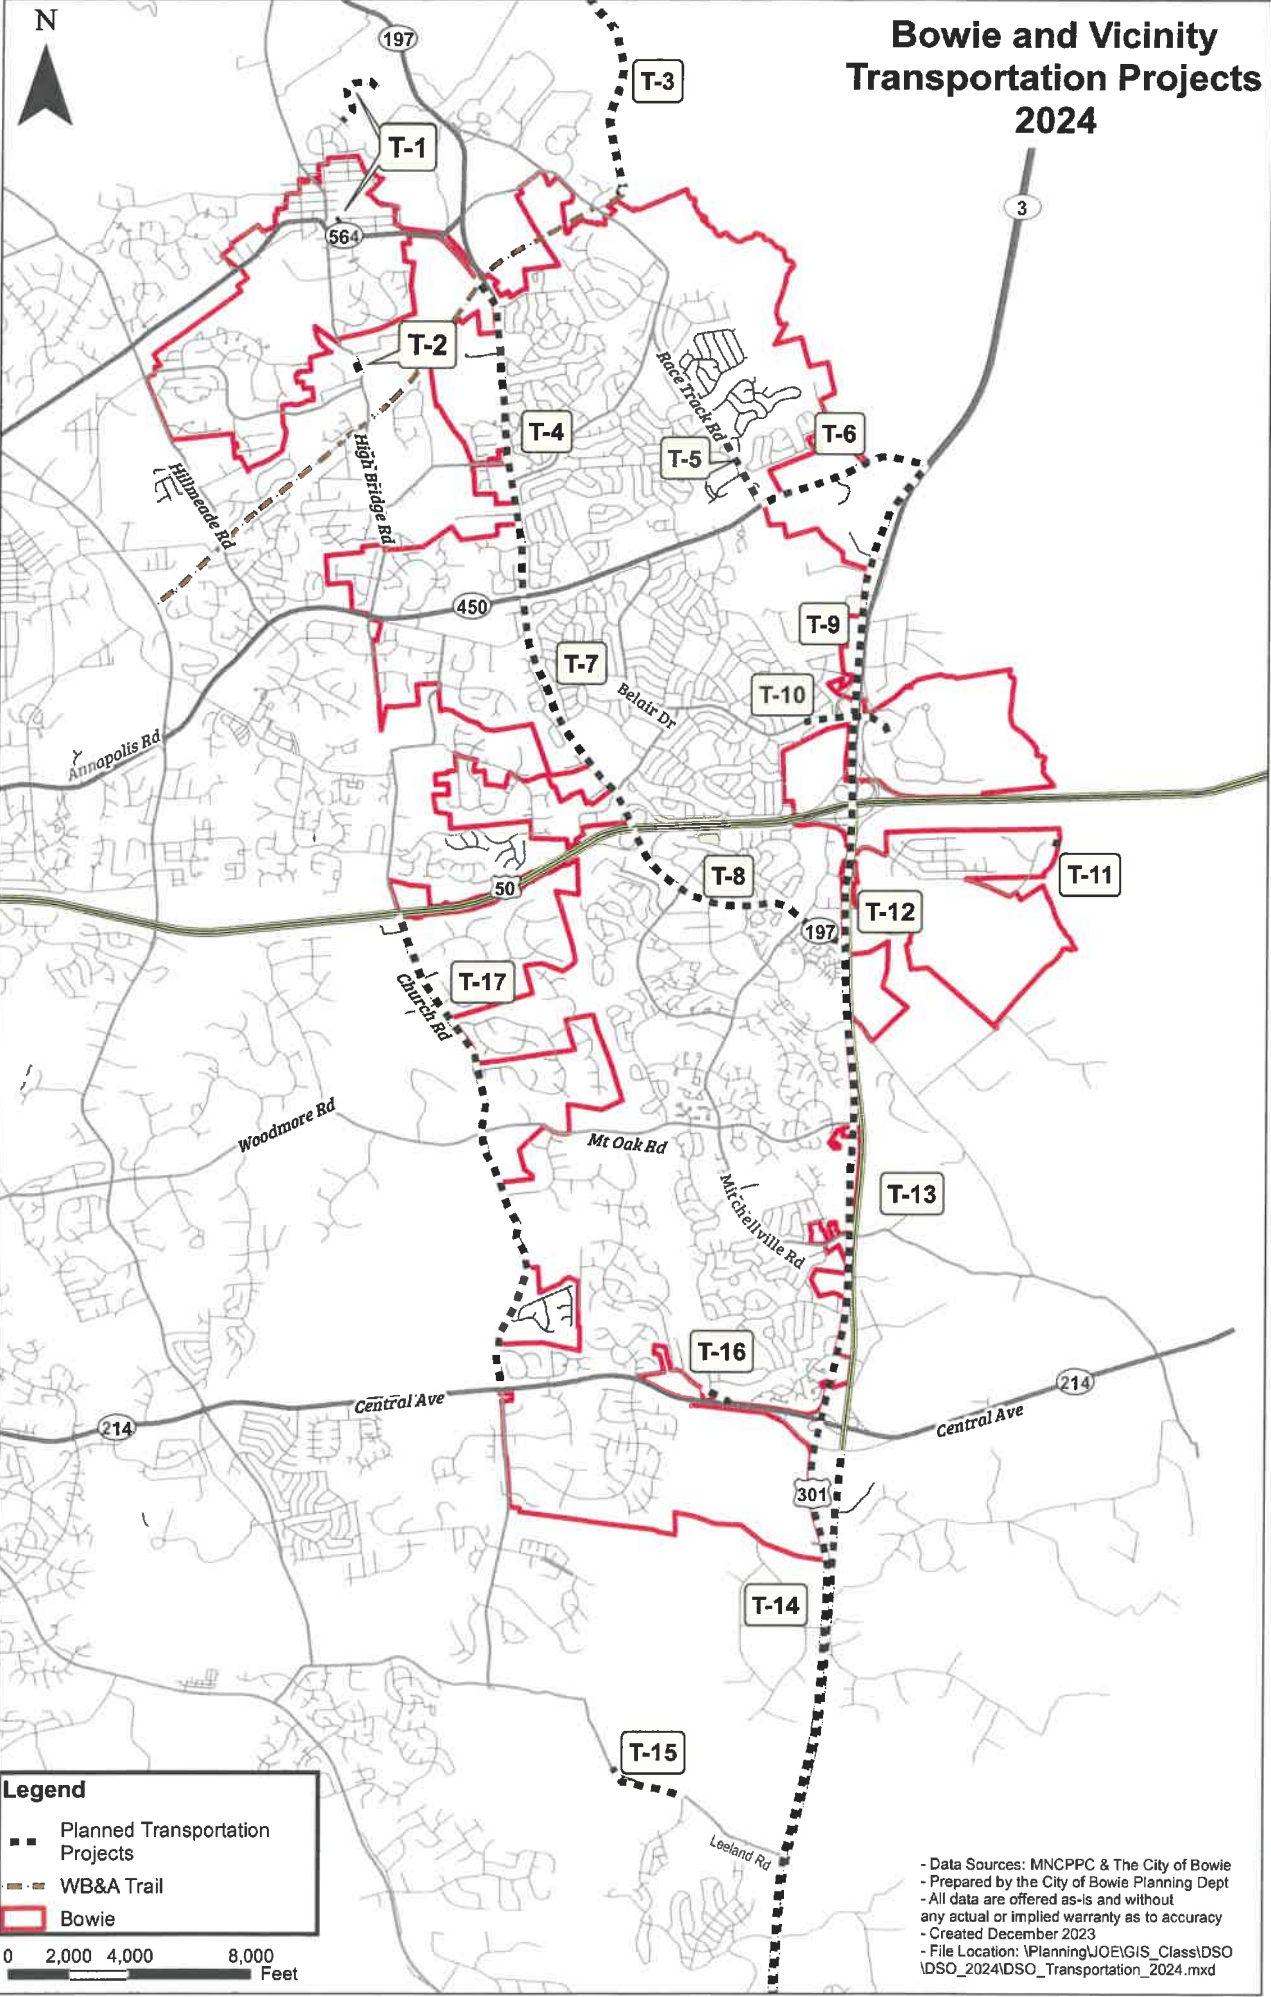 N
Bowie and Vicinity
Transportation Projects
2024
197
T-3
T-1
3
564
T-2
Race Track Rd
T-4
T-6
T-5
Hillmeade Rd
High Bridge Rd
450
T-9
T-7
T-10
Belair Dr
Annapolis Rd
50
T-8
T-11
T-12
197
T-17
Church Rd
Woodmore Rd
Mt Oak Rd
T-13
Mitchellville Rd
T-16
214
Central Ave
Central Ave
214
301
T-14
T-15
Leeland Rd
Legend
Planned Transportation
Projects
WB&A Trail
Bowie
0 2,000 4,000 8,000
Feet
- Data Sources: MNCPPC & The City of Bowie
- Prepared by the City of Bowie Planning Dept
- All data are offered as-is and without
any actual or implied warranty as to accuracy
- Created December 2023
- File Location: \Planning\JOE\GIS_Class\DSO
\DSO_2024\DSO_Transportation_2024.mxd